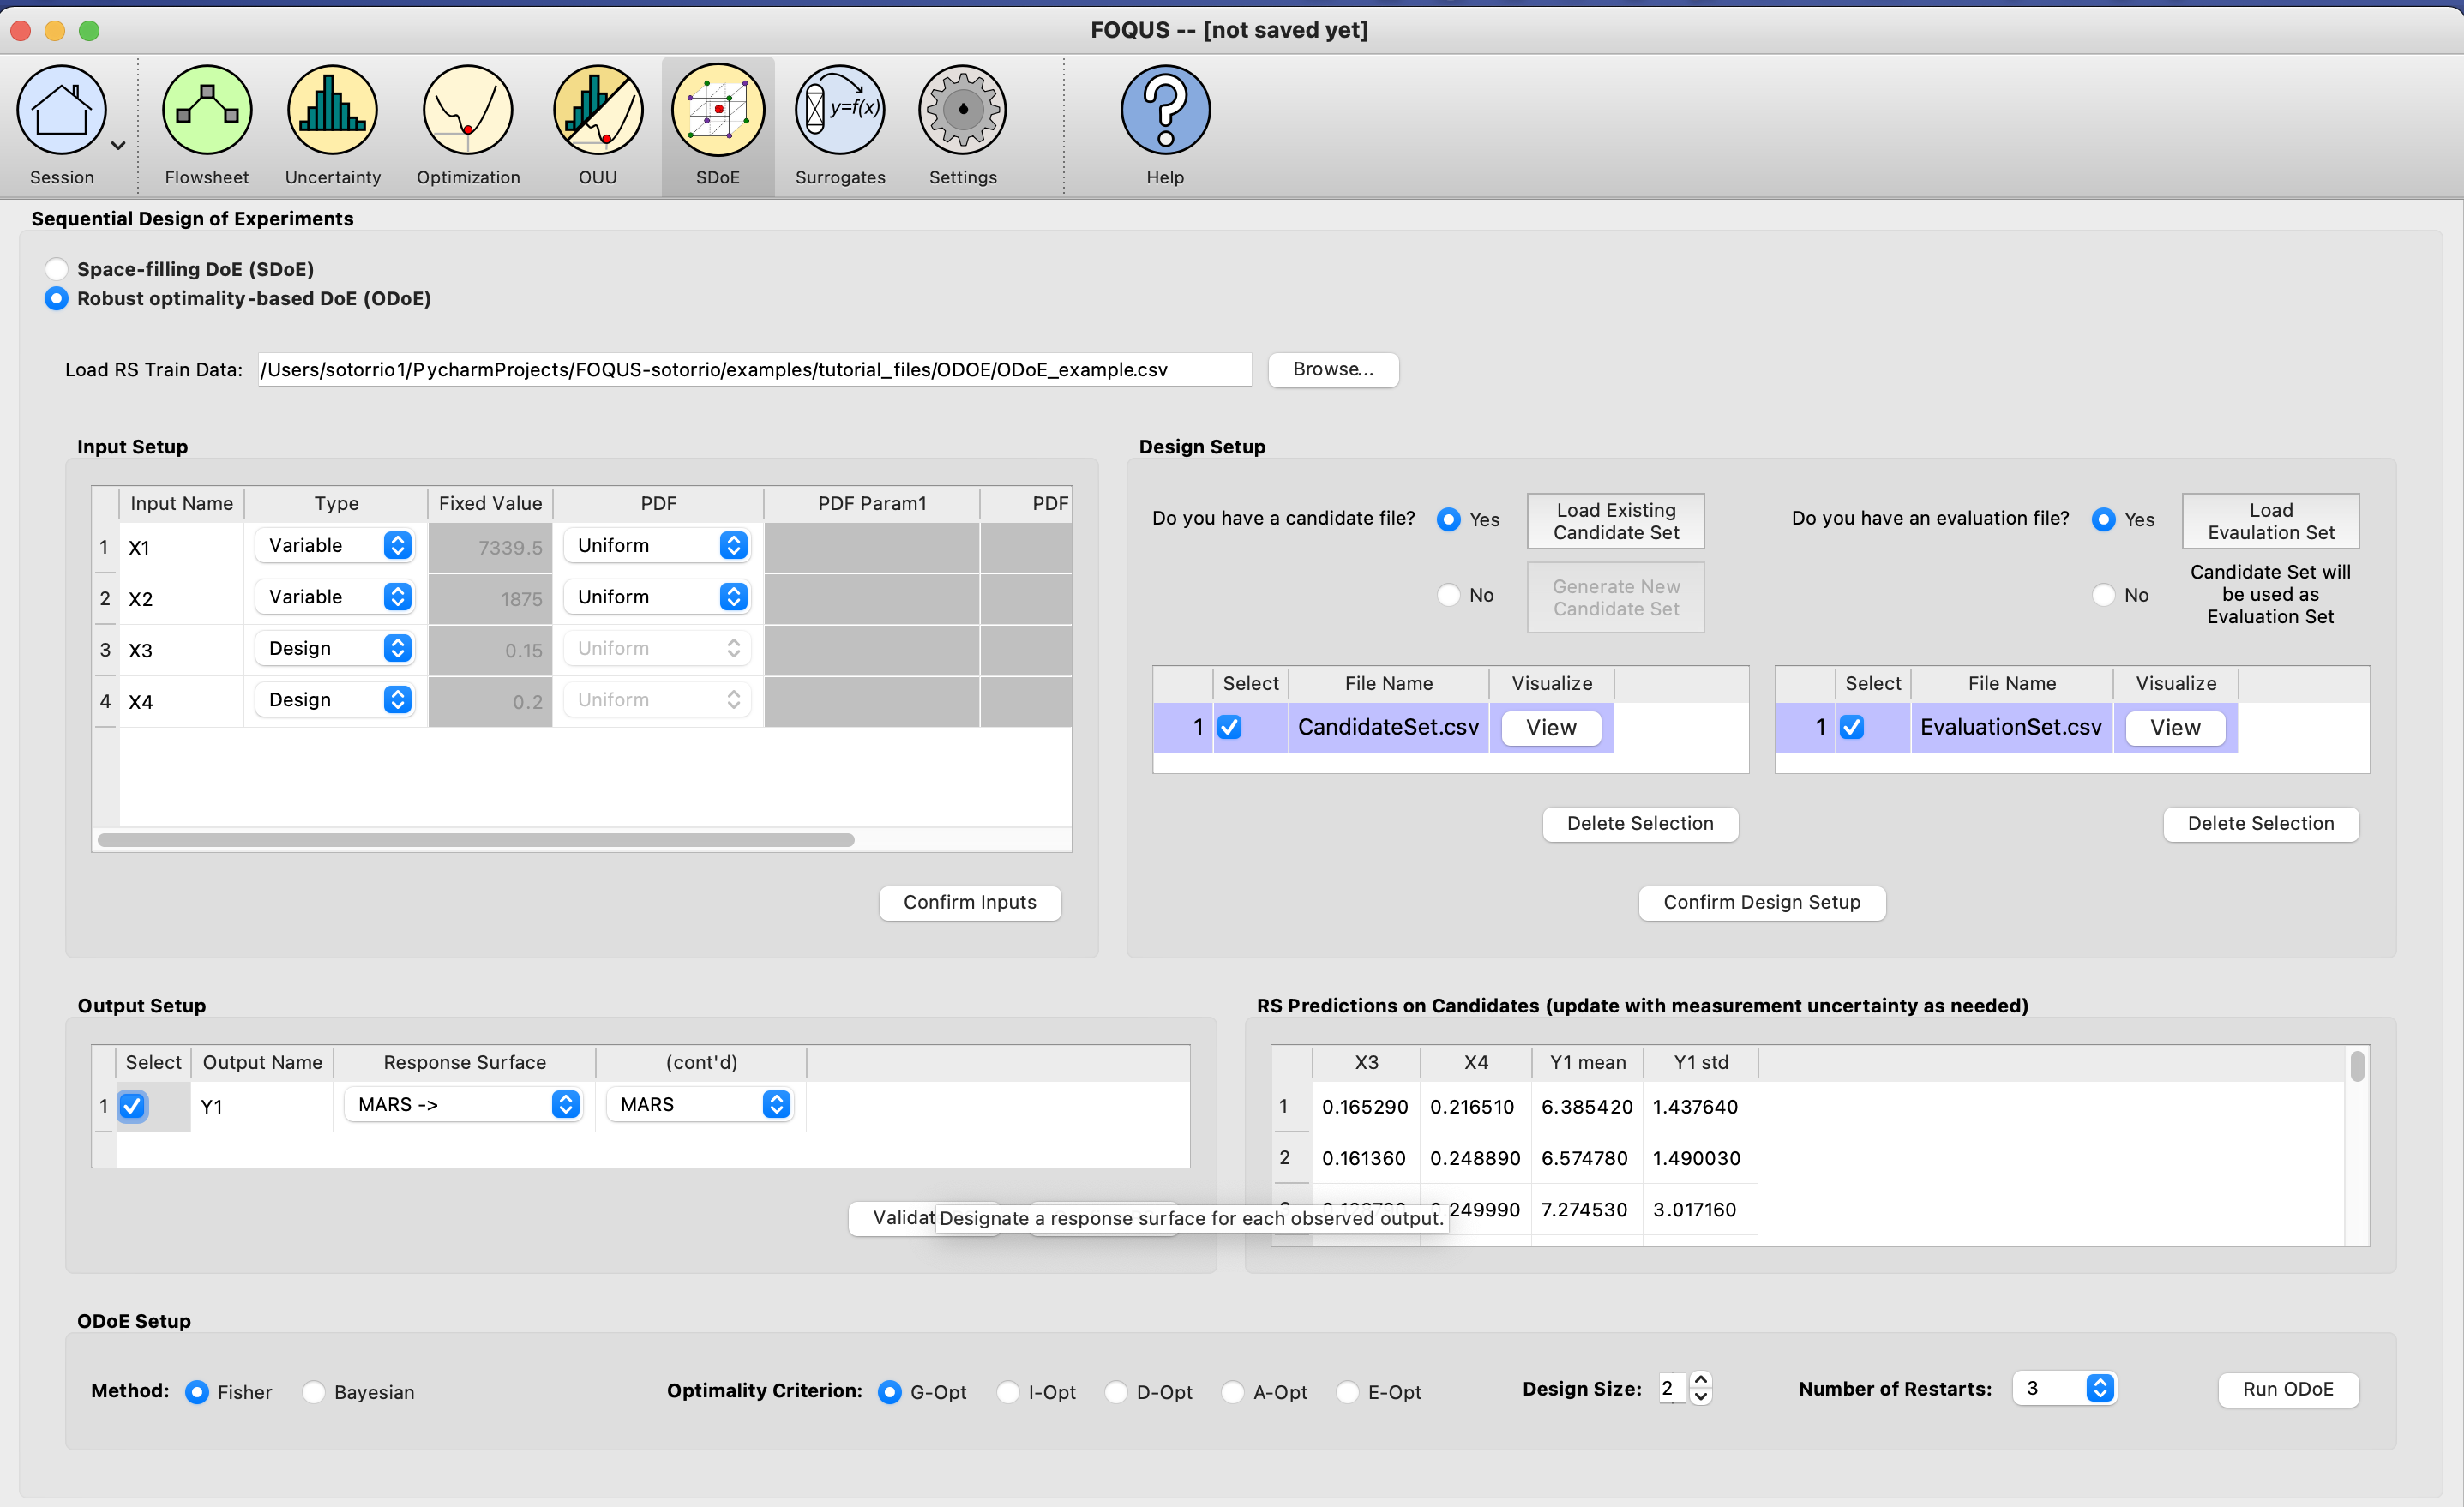 FOQUS -- [not saved yet]
Session
Flowsheet
Uncertainty
Optimization
OUU
SDoE
y=f(x)
Surrogates
Settings
Help
Sequential Design of Experiments
Space-filling DoE (SDoE)
Robust optimality-based DoE (ODoE)
Load RS Train Data: /Users/sotorrio1/PycharmProjects/FOQUS-sotorrio/examples/tutorial_files/ODOE/ODoE_example.csv Browse...
Input Setup
Input Name Type Fixed Value PDF PDF Param1 PDF
1 X1 Variable 7339.5 Uniform
2 X2 Variable 1875 Uniform
3 X3 Design 0.15 Uniform
4 X4 Design 0.2 Uniform
Confirm Inputs
Design Setup
Do you have a candidate file? Yes
Load Existing
Candidate Set
No
Generate New
Candidate Set
Do you have an evaluation file? Yes
Load
Evaulation Set
No
Candidate Set will
be used as
Evaluation Set
Select File Name Visualize
1 CandidateSet.csv View
Delete Selection
Select File Name Visualize
1 EvaluationSet.csv View
Delete Selection
Confirm Design Setup
Output Setup
Select Output Name Response Surface (cont'd)
1 Y1 MARS -> MARS
Validat
Designate a response surface for each observed output.
RS Predictions on Candidates (update with measurement uncertainty as needed)
X3 X4 Y1 mean Y1 std
1 0.165290 0.216510 6.385420 1.437640
2 0.161360 0.248890 6.574780 1.490030
249990 7.274530 3.017160
ODoE Setup
Method: Fisher Bayesian Optimality Criterion: G-Opt I-Opt D-Opt A-Opt E-Opt Design Size: 2 Number of Restarts: 3 Run ODoE